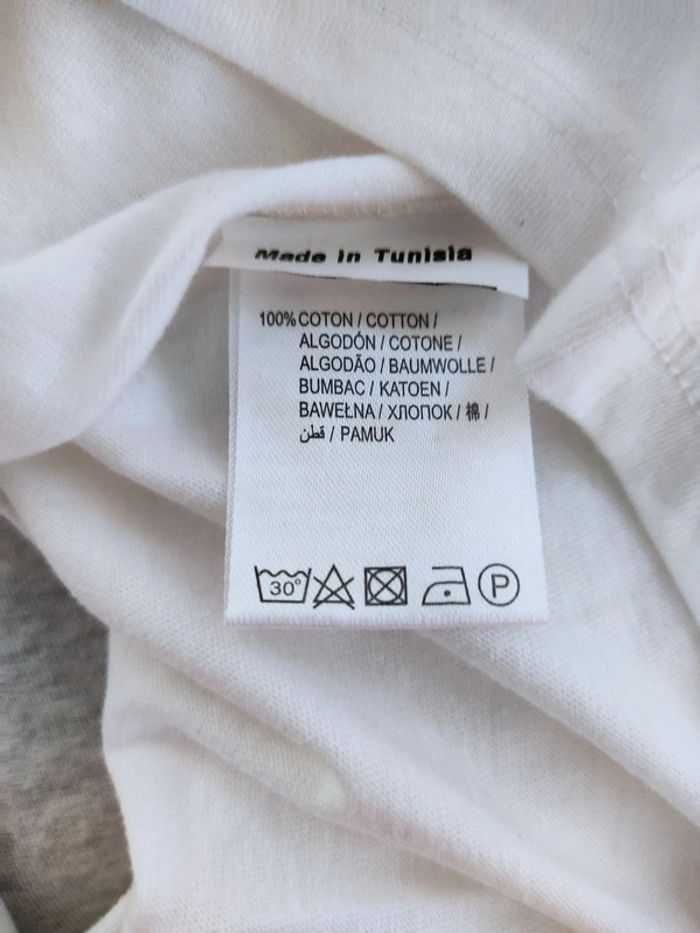 Made in Tunisia
100% COTON / COTTON /
ALGODÓN / COTONE /
ALGODÃO / BAUMWOLLE /
BUMBAC / KATOEN /
BAWEŁNA / ХЛОПОК / 棉 /
قطن / PAMUK
30° P